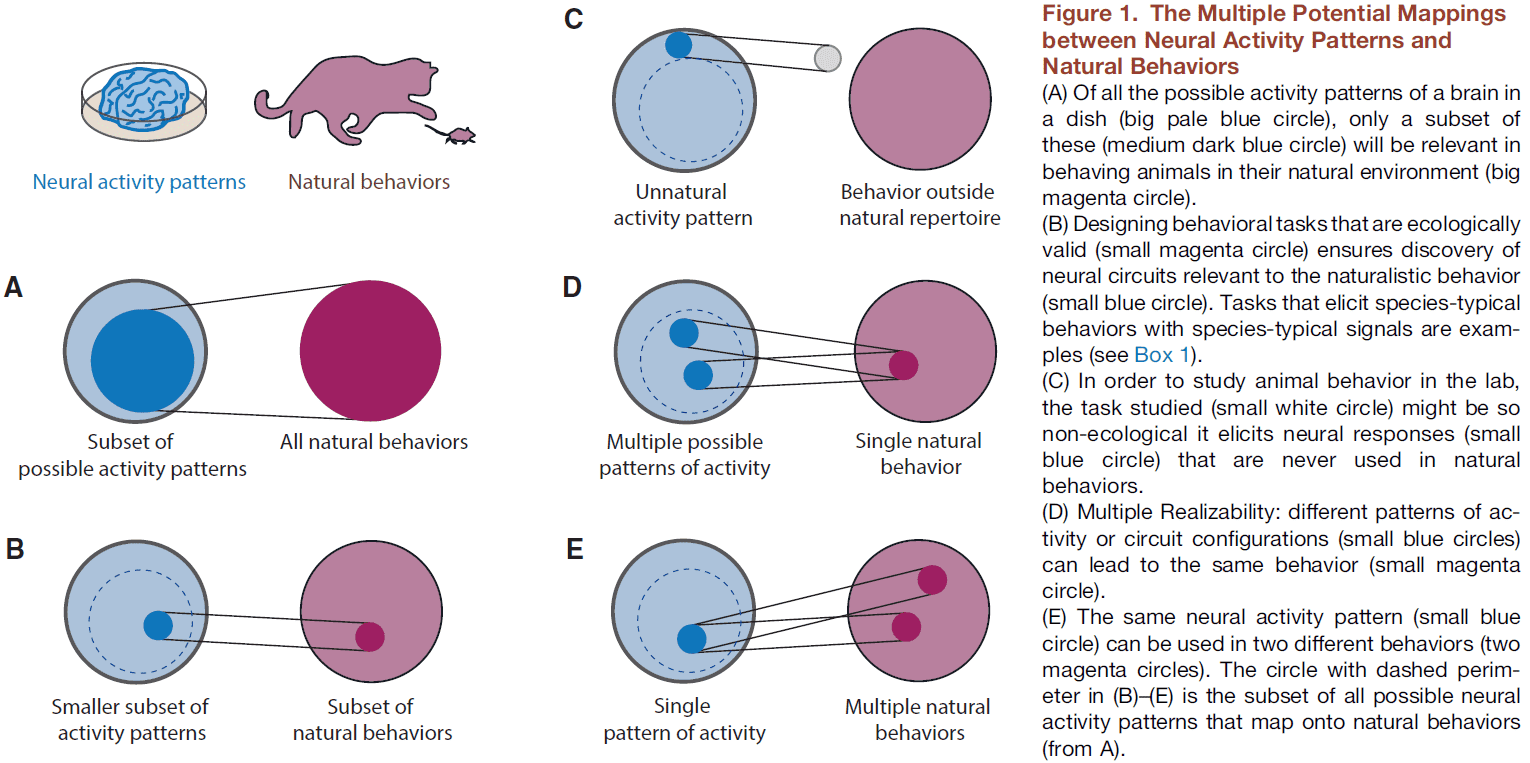 Neural activity patterns
Natural behaviors
A
Subset of
possible activity patterns
All natural behaviors
B
Smaller subset of
activity patterns
Subset of
natural behaviors
C
Unnatural
activity pattern
Behavior outside
natural repertoire
D
Multiple possible
patterns of activity
Single natural
behavior
E
Single
pattern of activity
Multiple natural
behaviors
Figure 1. The Multiple Potential Mappings
between Neural Activity Patterns and
Natural Behaviors
(A) Of all the possible activity patterns of a brain in
a dish (big pale blue circle), only a subset of
these (medium dark blue circle) will be relevant in
behaving animals in their natural environment (big
magenta circle).
(B) Designing behavioral tasks that are ecologically
valid (small magenta circle) ensures discovery of
neural circuits relevant to the naturalistic behavior
(small blue circle). Tasks that elicit species-typical
behaviors with species-typical signals are exam-
ples (see Box 1).
(C) In order to study animal behavior in the lab,
the task studied (small white circle) might be so
non-ecological it elicits neural responses (small
blue circle) that are never used in natural
behaviors.
(D) Multiple Realizability: different patterns of ac-
tivity or circuit configurations (small blue circles)
can lead to the same behavior (small magenta
circle).
(E) The same neural activity pattern (small blue
circle) can be used in two different behaviors (two
magenta circles). The circle with dashed perim-
eter in (B)–(E) is the subset of all possible neural
activity patterns that map onto natural behaviors
(from A).